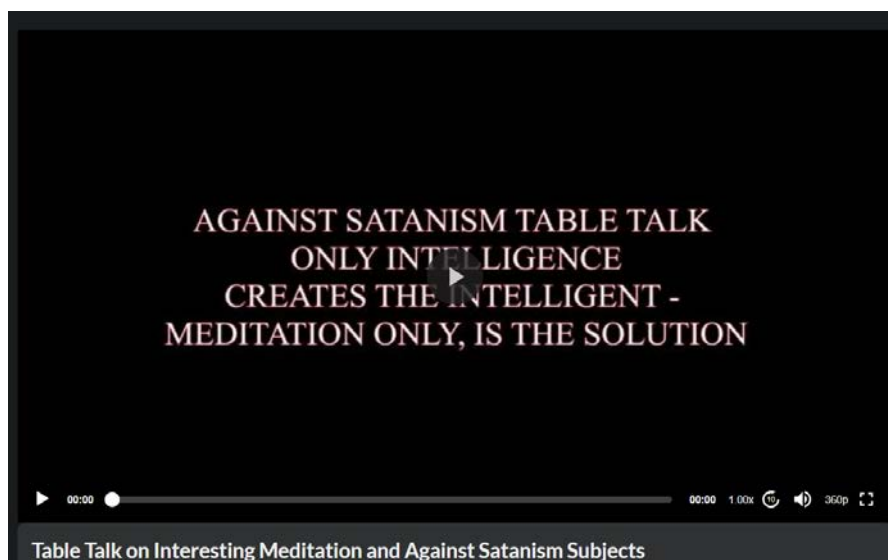 AGAINST SATANISM TABLE TALK
ONLY INTELLIGENCE
CREATES THE INTELLIGENT -
MEDITATION ONLY, IS THE SOLUTION
00:00
00:00 1.00x 10 360p
Table Talk on Interesting Meditation and Against Satanism Subjects